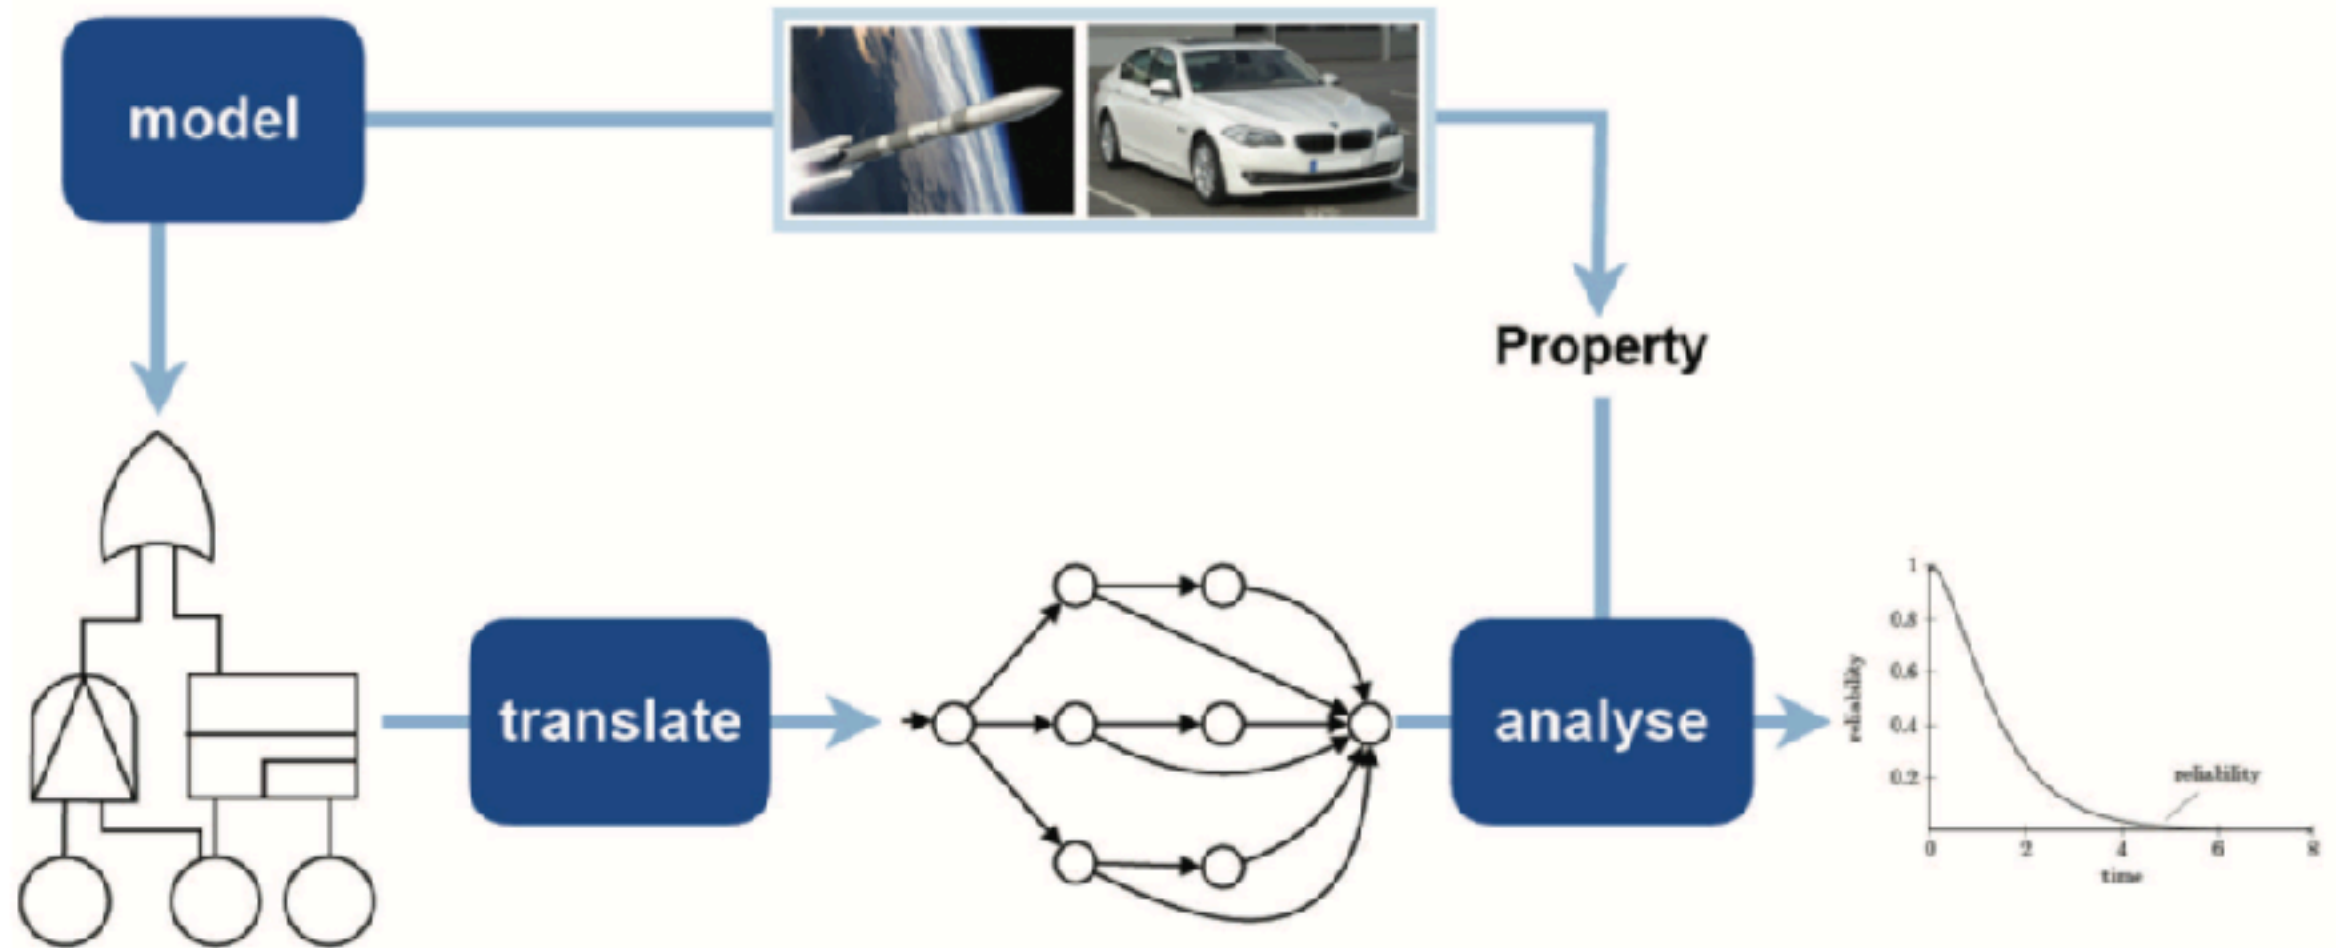 model
Property
translate
analyse
1
0.8
0.6
0.4
0.2
reliability
reliability
0
2
4
6
8
time